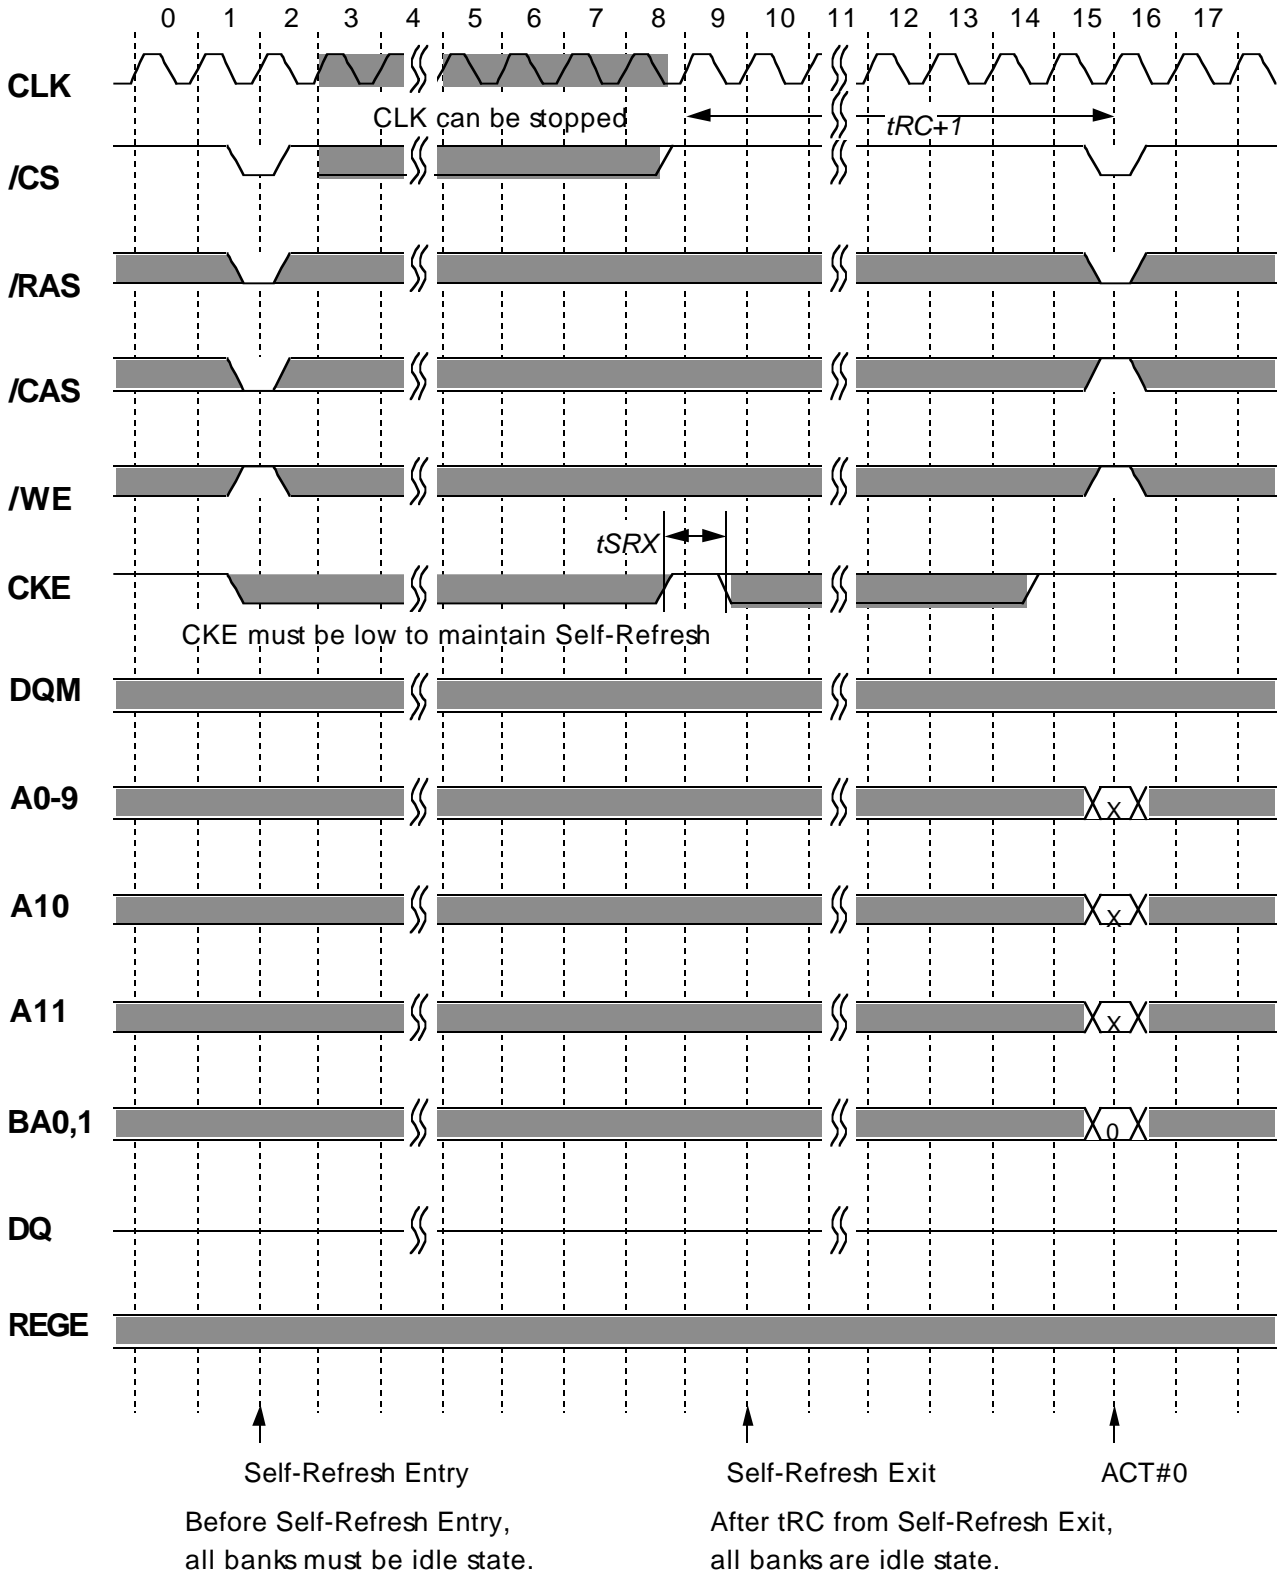 0 1 2 3 4 5 6 7 8 9 10 11 12 13 14 15 16 17
CLK
CLK can be stopped
tRC+1
/CS
/RAS
/CAS
/WE
tSRX
CKE
CKE must be low to maintain Self-Refresh
DQM
A0-9
X
A10
X
A11
X
BA0,1
0
DQ
REGE
Self-Refresh Entry
Self-Refresh Exit
ACT#0
Before Self-Refresh Entry,
all banks must be idle state.
After tRC from Self-Refresh Exit,
all banks are idle state.